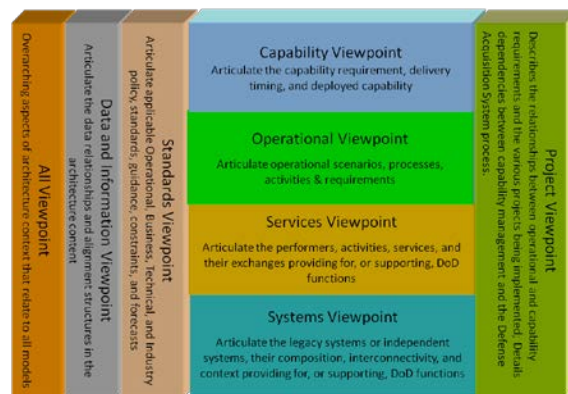 All Viewpoint
Overarching aspects of architecture context that relate to all models
Data and Information Viewpoint
Articulate the data relationships and alignment structures in the
architecture content
Standards Viewpoint
Articulate applicable Operational, Business, Technical, and Industry
policy, standards, guidance, constraints, and forecasts
Capability Viewpoint
Articulate the capability requirement, delivery
timing, and deployed capability
Operational Viewpoint
Articulate operational scenarios, processes,
activities & requirements
Services Viewpoint
Articulate the performers, activities, services, and
their exchanges providing for, or supporting, DoD
functions
Systems Viewpoint
Articulate the legacy systems or independent
systems, their composition, interconnectivity, and
context providing for, or supporting, DoD functions
Project Viewpoint
Describes the relationships between operational and capability
requirements and the various projects being implemented. Details
dependencies between capability management and the Defense
Acquisition System process.